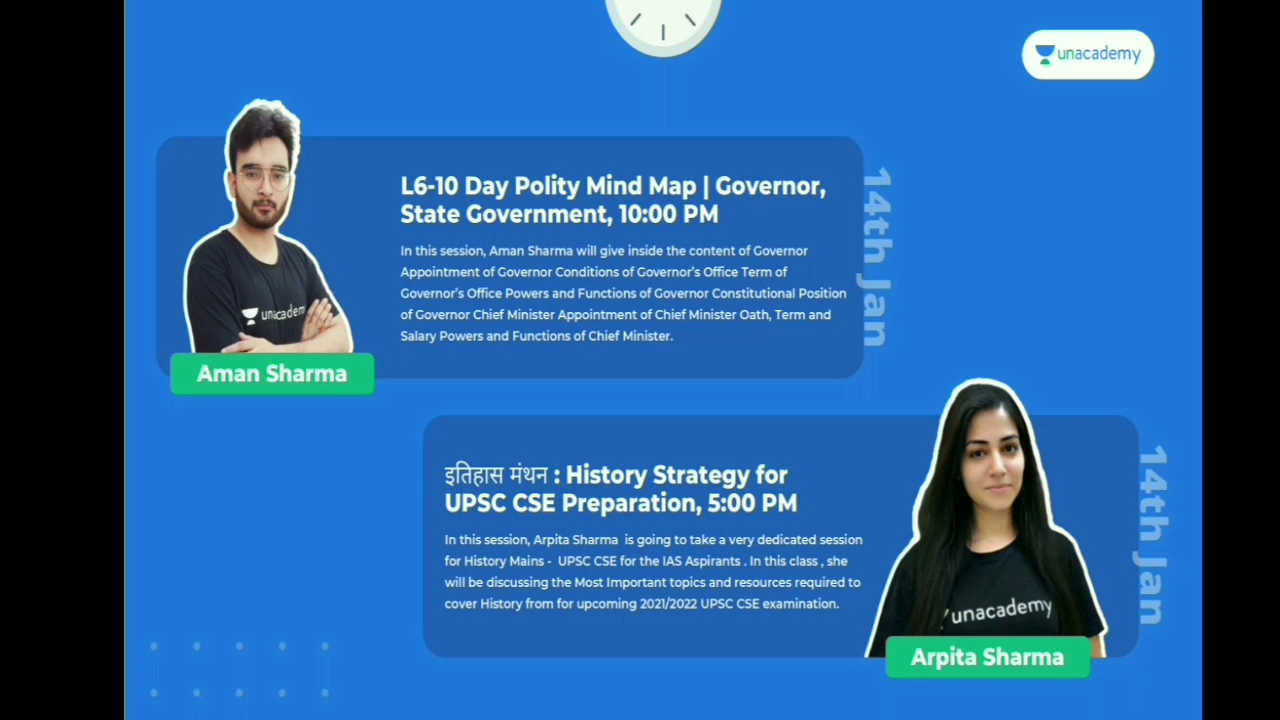 unacademy
L6-10 Day Polity Mind Map | Governor,
State Government, 10:00 PM
In this session, Aman Sharma will give inside the content of Governor
Appointment of Governor Conditions of Governor's Office Term of
Governor's Office Powers and Functions of Governor Constitutional Position
of Governor Chief Minister Appointment of Chief Minister Oath, Term and
Salary Powers and Functions of Chief Minister.
14th Jan
unacademy
Aman Sharma
इतिहास मंथन : History Strategy for
UPSC CSE Preparation, 5:00 PM
In this session, Arpita Sharma is going to take a very dedicated session
for History Mains - UPSC CSE for the IAS Aspirants . In this class , she
will be discussing the Most Important topics and resources required to
cover History from for upcoming 2021/2022 UPSC CSE examination.
14th Jan
unacademy
Arpita Sharma